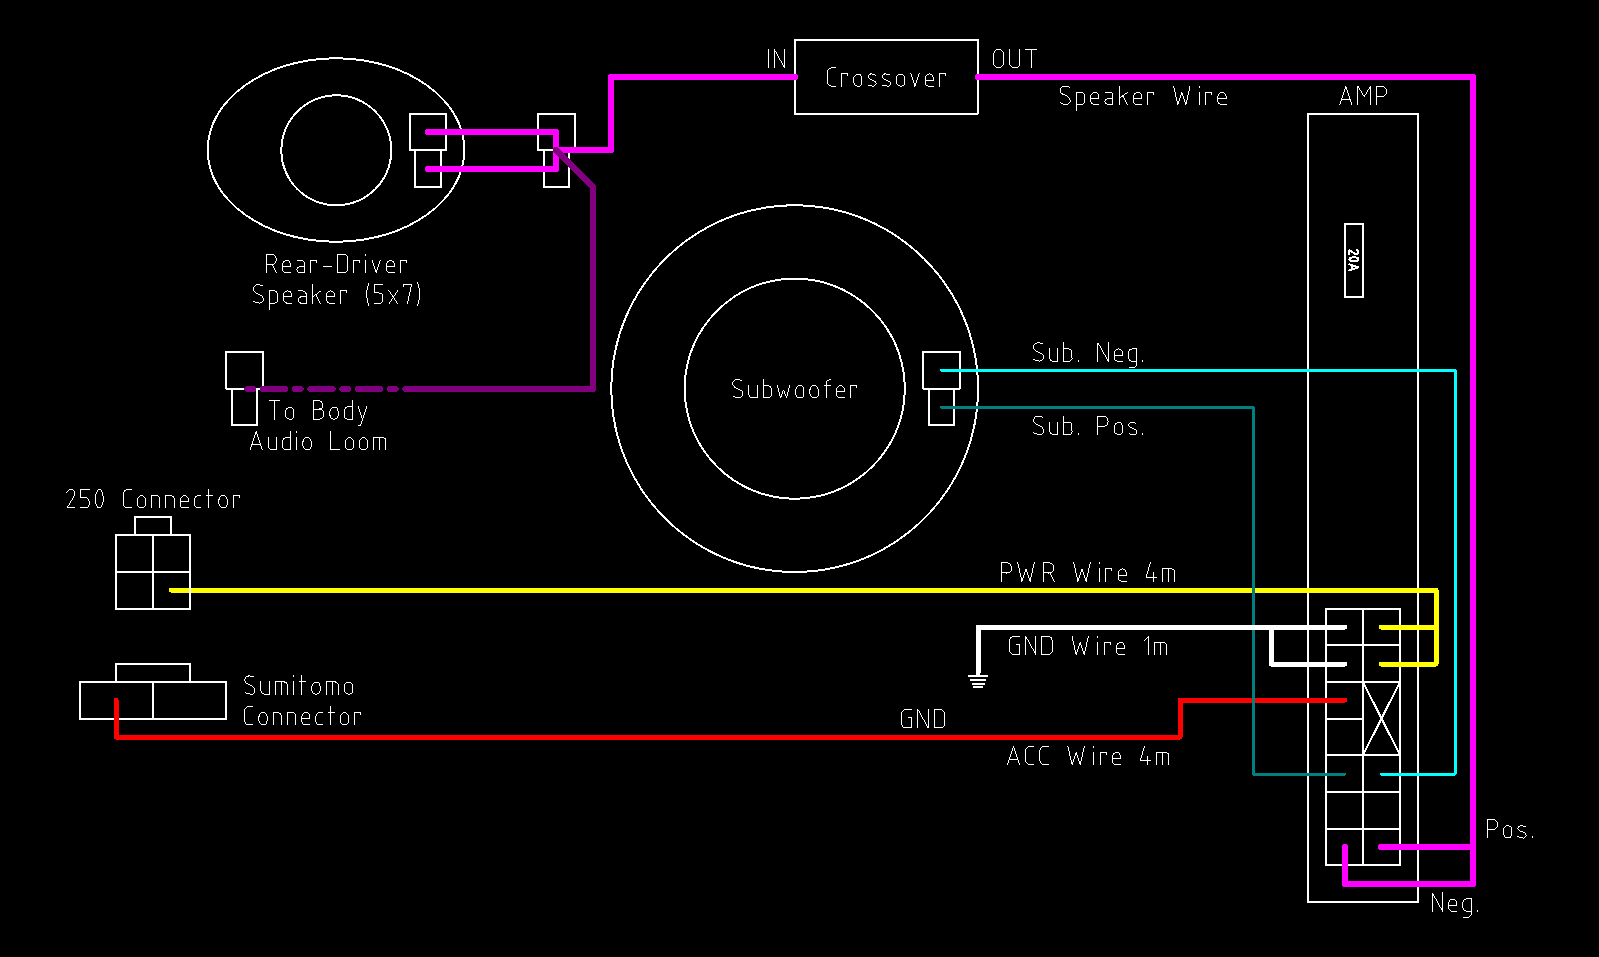 IN
Crossover
OUT
Speaker Wire
AMP
20A
Rear-Driver
Speaker (5x7)
Sub. Neg.
Subwoofer
Sub. Pos.
To Body
Audio Loom
250 Connector
PWR Wire 4m
GND Wire 1m
Sumitomo
Connector
GND
ACC Wire 4m
Pos.
Neg.